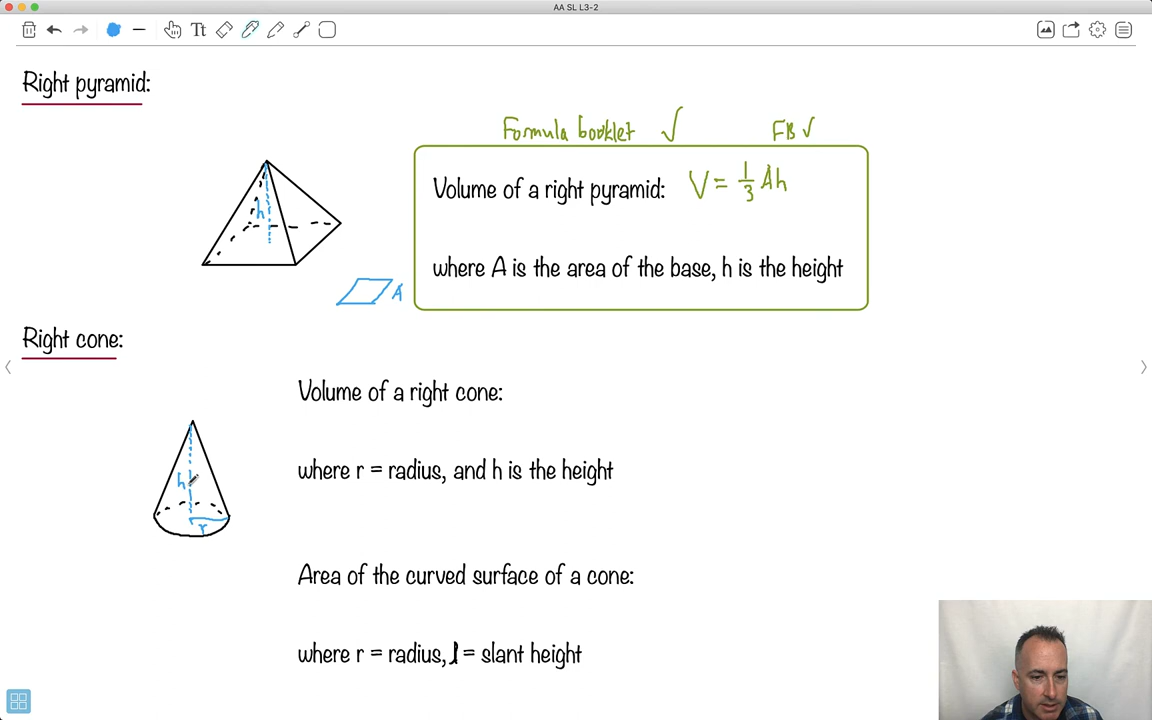 AA SL L3-2
Tt
Right pyramid:
Formula booklet √ FB √
Volume of a right pyramid: V = 1/3 Ah
h
where A is the area of the base, h is the height
A
Right cone:
Volume of a right cone:
where r = radius, and h is the height
h
r
Area of the curved surface of a cone:
where r = radius, l = slant height